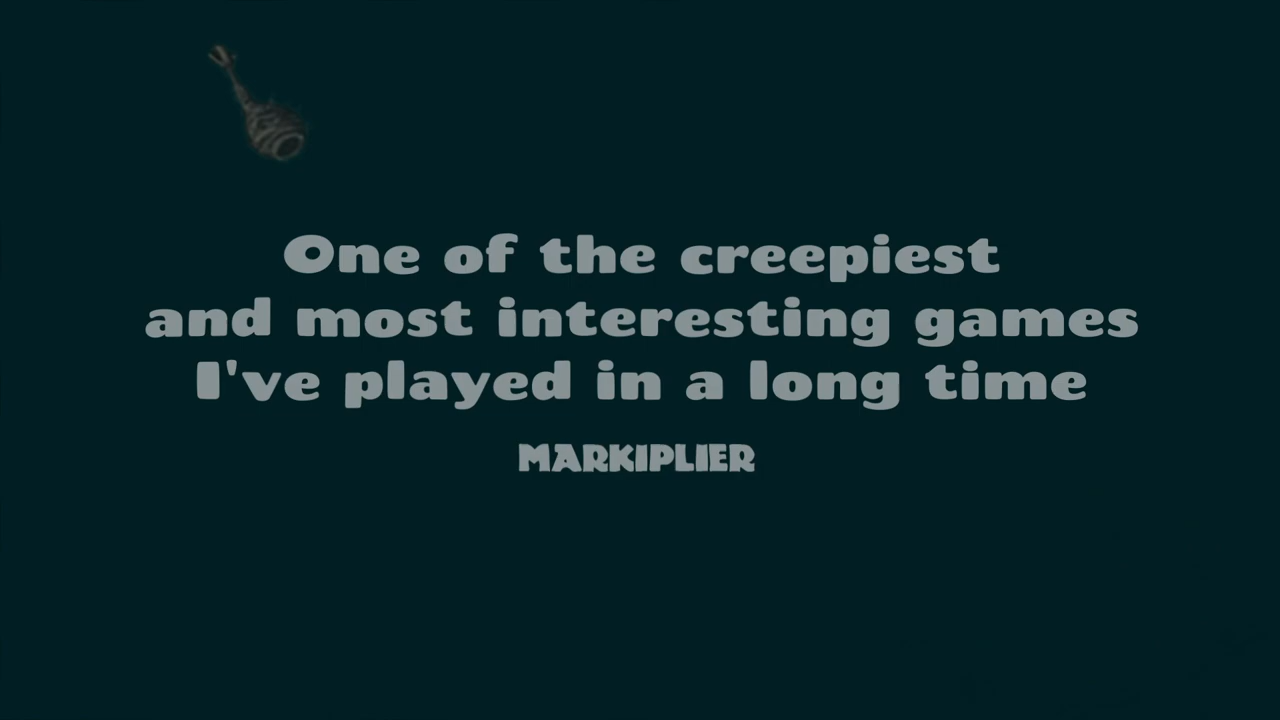 One of the creepiest
and most interesting games
I've played in a long time
MARKIPLIER